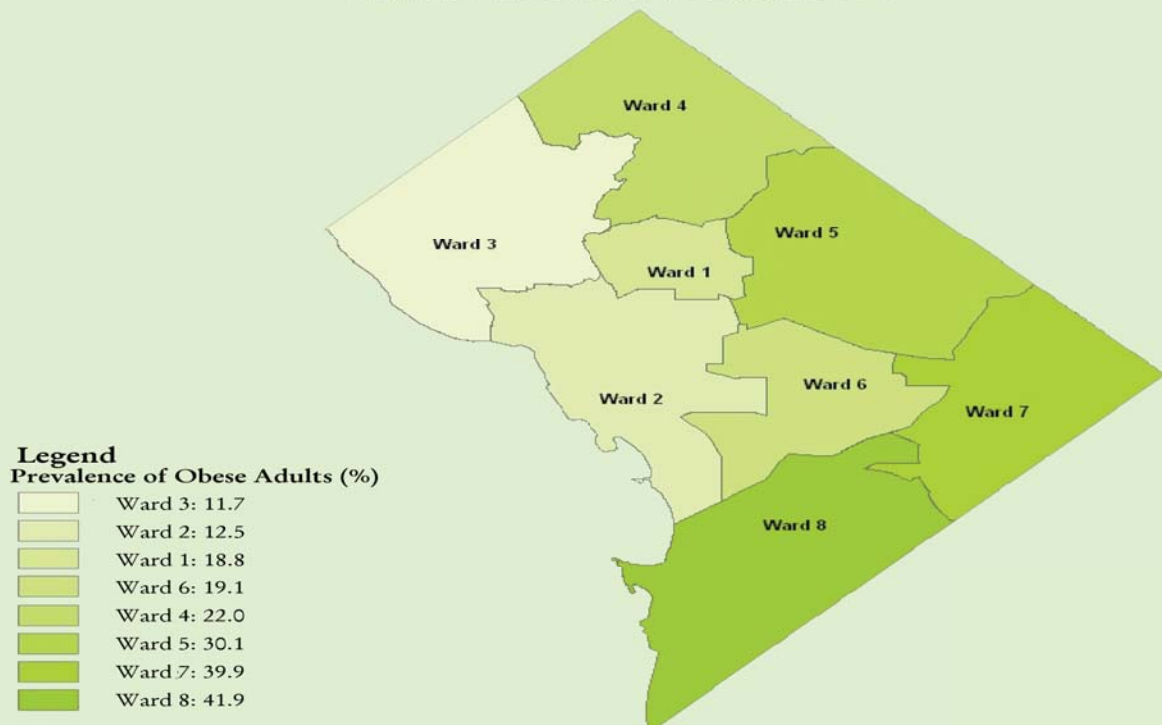 Ward 4
Ward 3
Ward 5
Ward 1
Ward 2
Ward 6
Ward 7
Ward 8
Legend
Prevalence of Obese Adults (%)
Ward 3: 11.7
Ward 2: 12.5
Ward 1: 18.8
Ward 6: 19.1
Ward 4: 22.0
Ward 5: 30.1
Ward 7: 39.9
Ward 8: 41.9